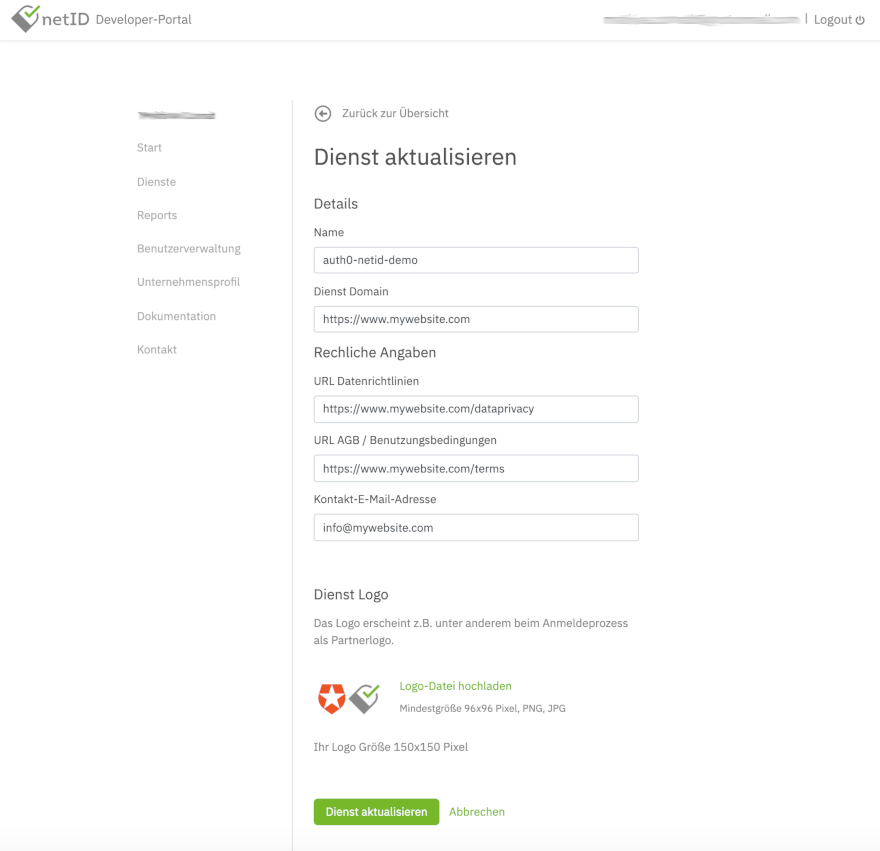 netID Developer-Portal
| Logout
Zurück zur Übersicht
Start
Dienste
Reports
Benutzerverwaltung
Unternehmensprofil
Dokumentation
Kontakt
Dienst aktualisieren
Details
Name
auth0-netid-demo
Dienst Domain
https://www.mywebsite.com
Rechliche Angaben
URL Datenrichtlinien
https://www.mywebsite.com/dataprivacy
URL AGB / Benutzungsbedingungen
https://www.mywebsite.com/terms
Kontakt-E-Mail-Adresse
info@mywebsite.com
Dienst Logo
Das Logo erscheint z.B. unter anderem beim Anmeldeprozess
als Partnerlogo.
Logo-Datei hochladen
Mindestgröße 96x96 Pixel, PNG, JPG
Ihr Logo Größe 150x150 Pixel
Dienst aktualisieren Abbrechen